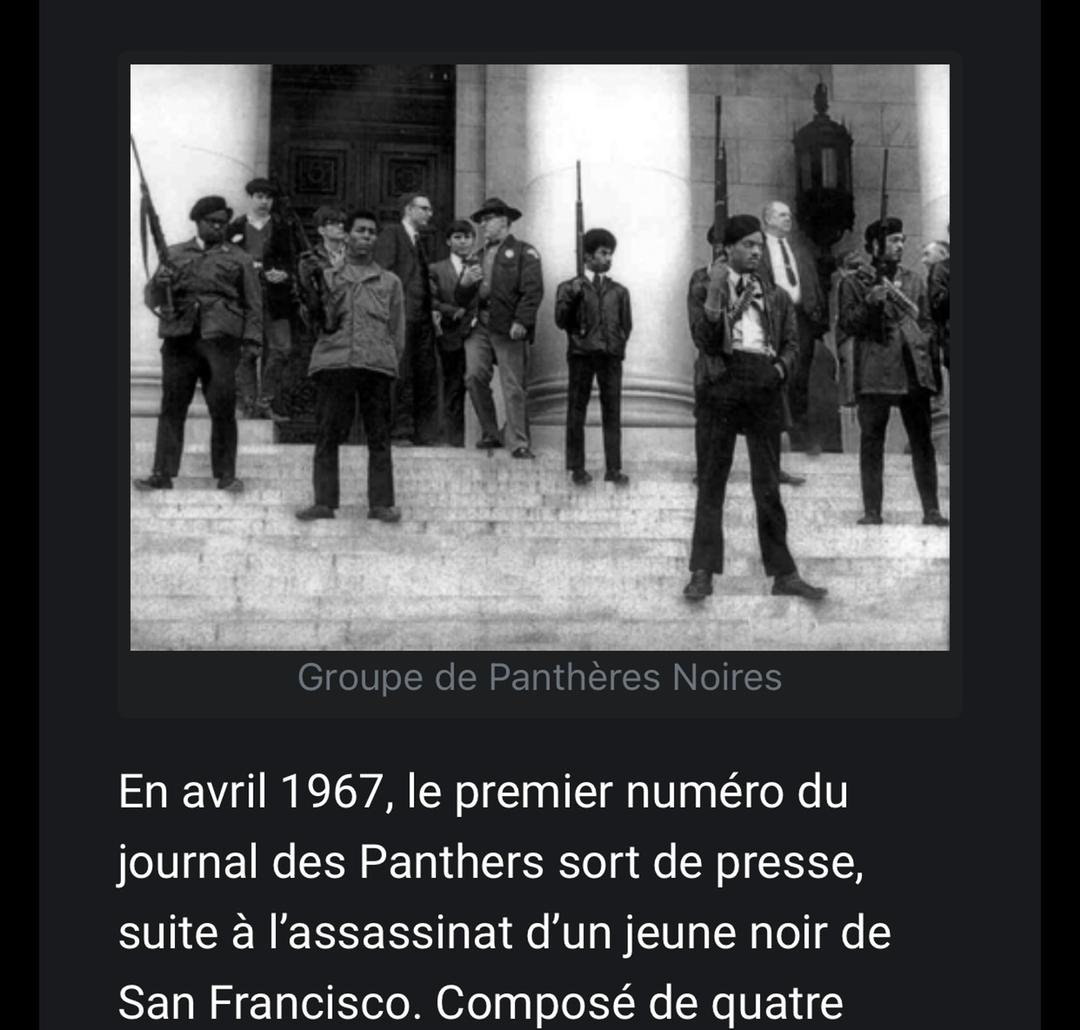 Groupe de Panthères Noires
En avril 1967, le premier numéro du
journal des Panthers sort de presse,
suite à l’assassinat d’un jeune noir de
San Francisco. Composé de quatre